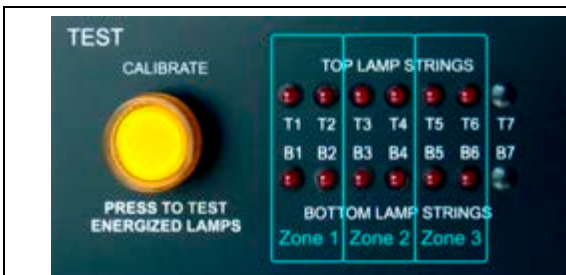 TEST
CALIBRATE
PRESS TO TEST
ENERGIZED LAMPS
TOP LAMP STRINGS
T1 T2 T3 T4 T5 T6 T7
B1 B2 B3 B4 B5 B6 B7
BOTTOM LAMP STRINGS
Zone 1 Zone 2 Zone 3